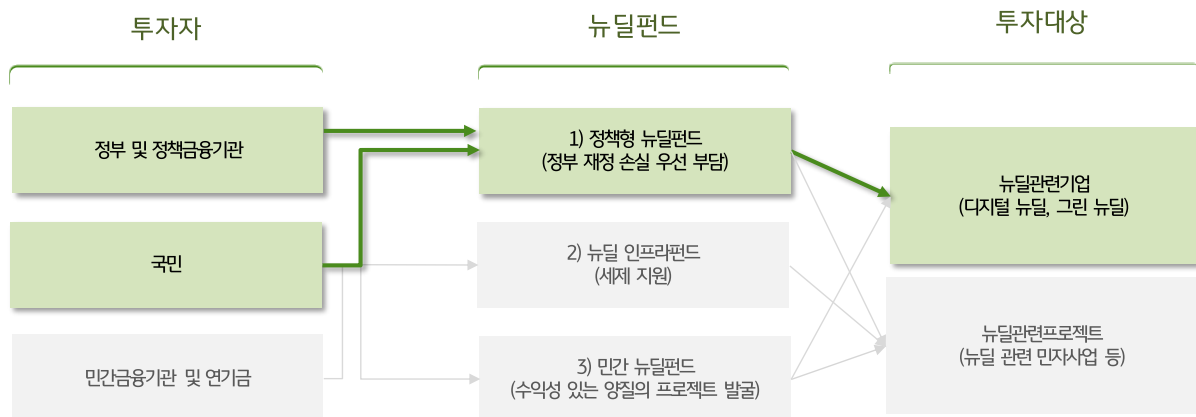 투자자
뉴딜펀드
투자대상
정부 및 정책금융기관
1) 정책형 뉴딜펀드
(정부 재정 손실 우선 부담)
뉴딜관련기업
(디지털 뉴딜, 그린 뉴딜)
국민
2) 뉴딜 인프라펀드
(세제 지원)
뉴딜관련프로젝트
(뉴딜 관련 민자사업 등)
민간금융기관 및 연기금
3) 민간 뉴딜펀드
(수익성 있는 양질의 프로젝트 발굴)